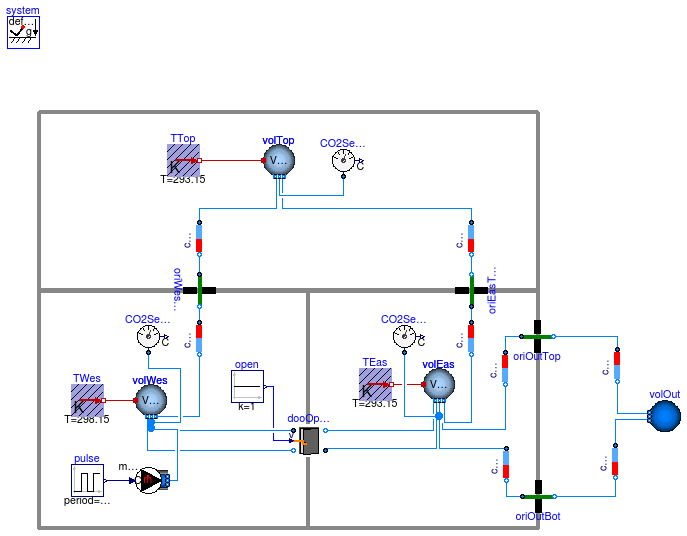 system
def...
g
TTop
K
T=293.15
volTop
V...
CO2Se...
C
c...
c...
oriWes...
oriEasT...
CO2Se...
C
c...
c...
CO2Se...
C
oriOutTop
TWes
K
T=298.15
volWes
V...
open
k=1
TEas
K
T=293.15
volEas
V...
c...
c...
volOut
dooOp...
pulse
period=...
m...
m
c...
c...
oriOutBot